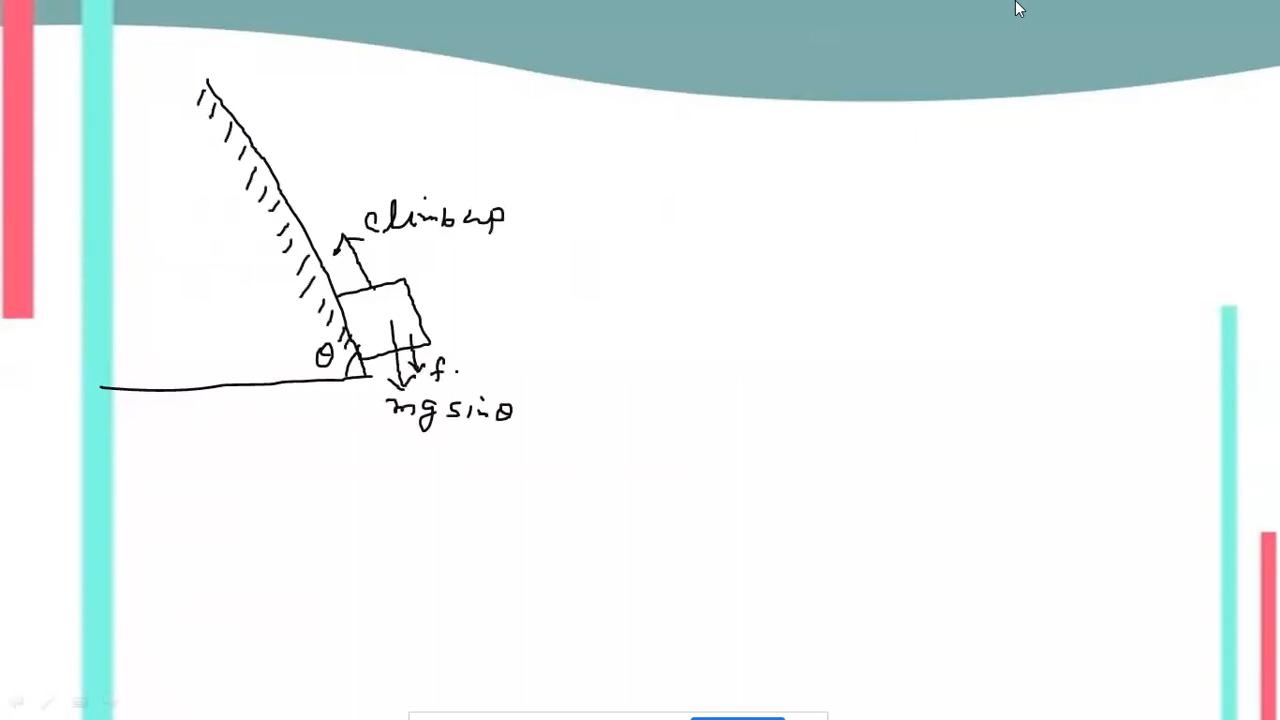 climb up
θ
f.
mg sinθ